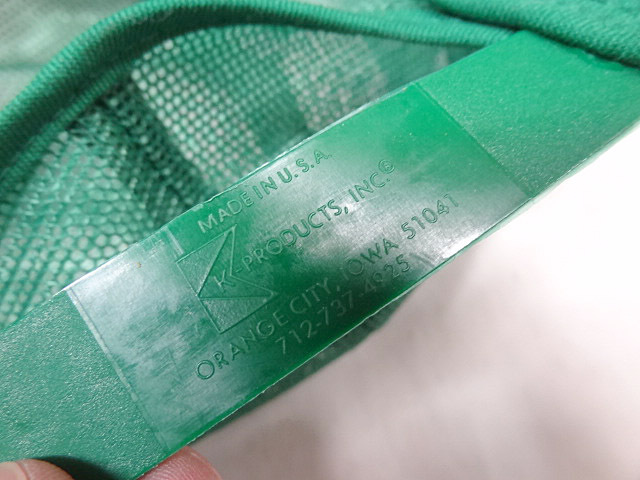 MADE IN U.S.A.
K-PRODUCTS, INC.®
ORANGE CITY, IOWA 51041
712-737-4925